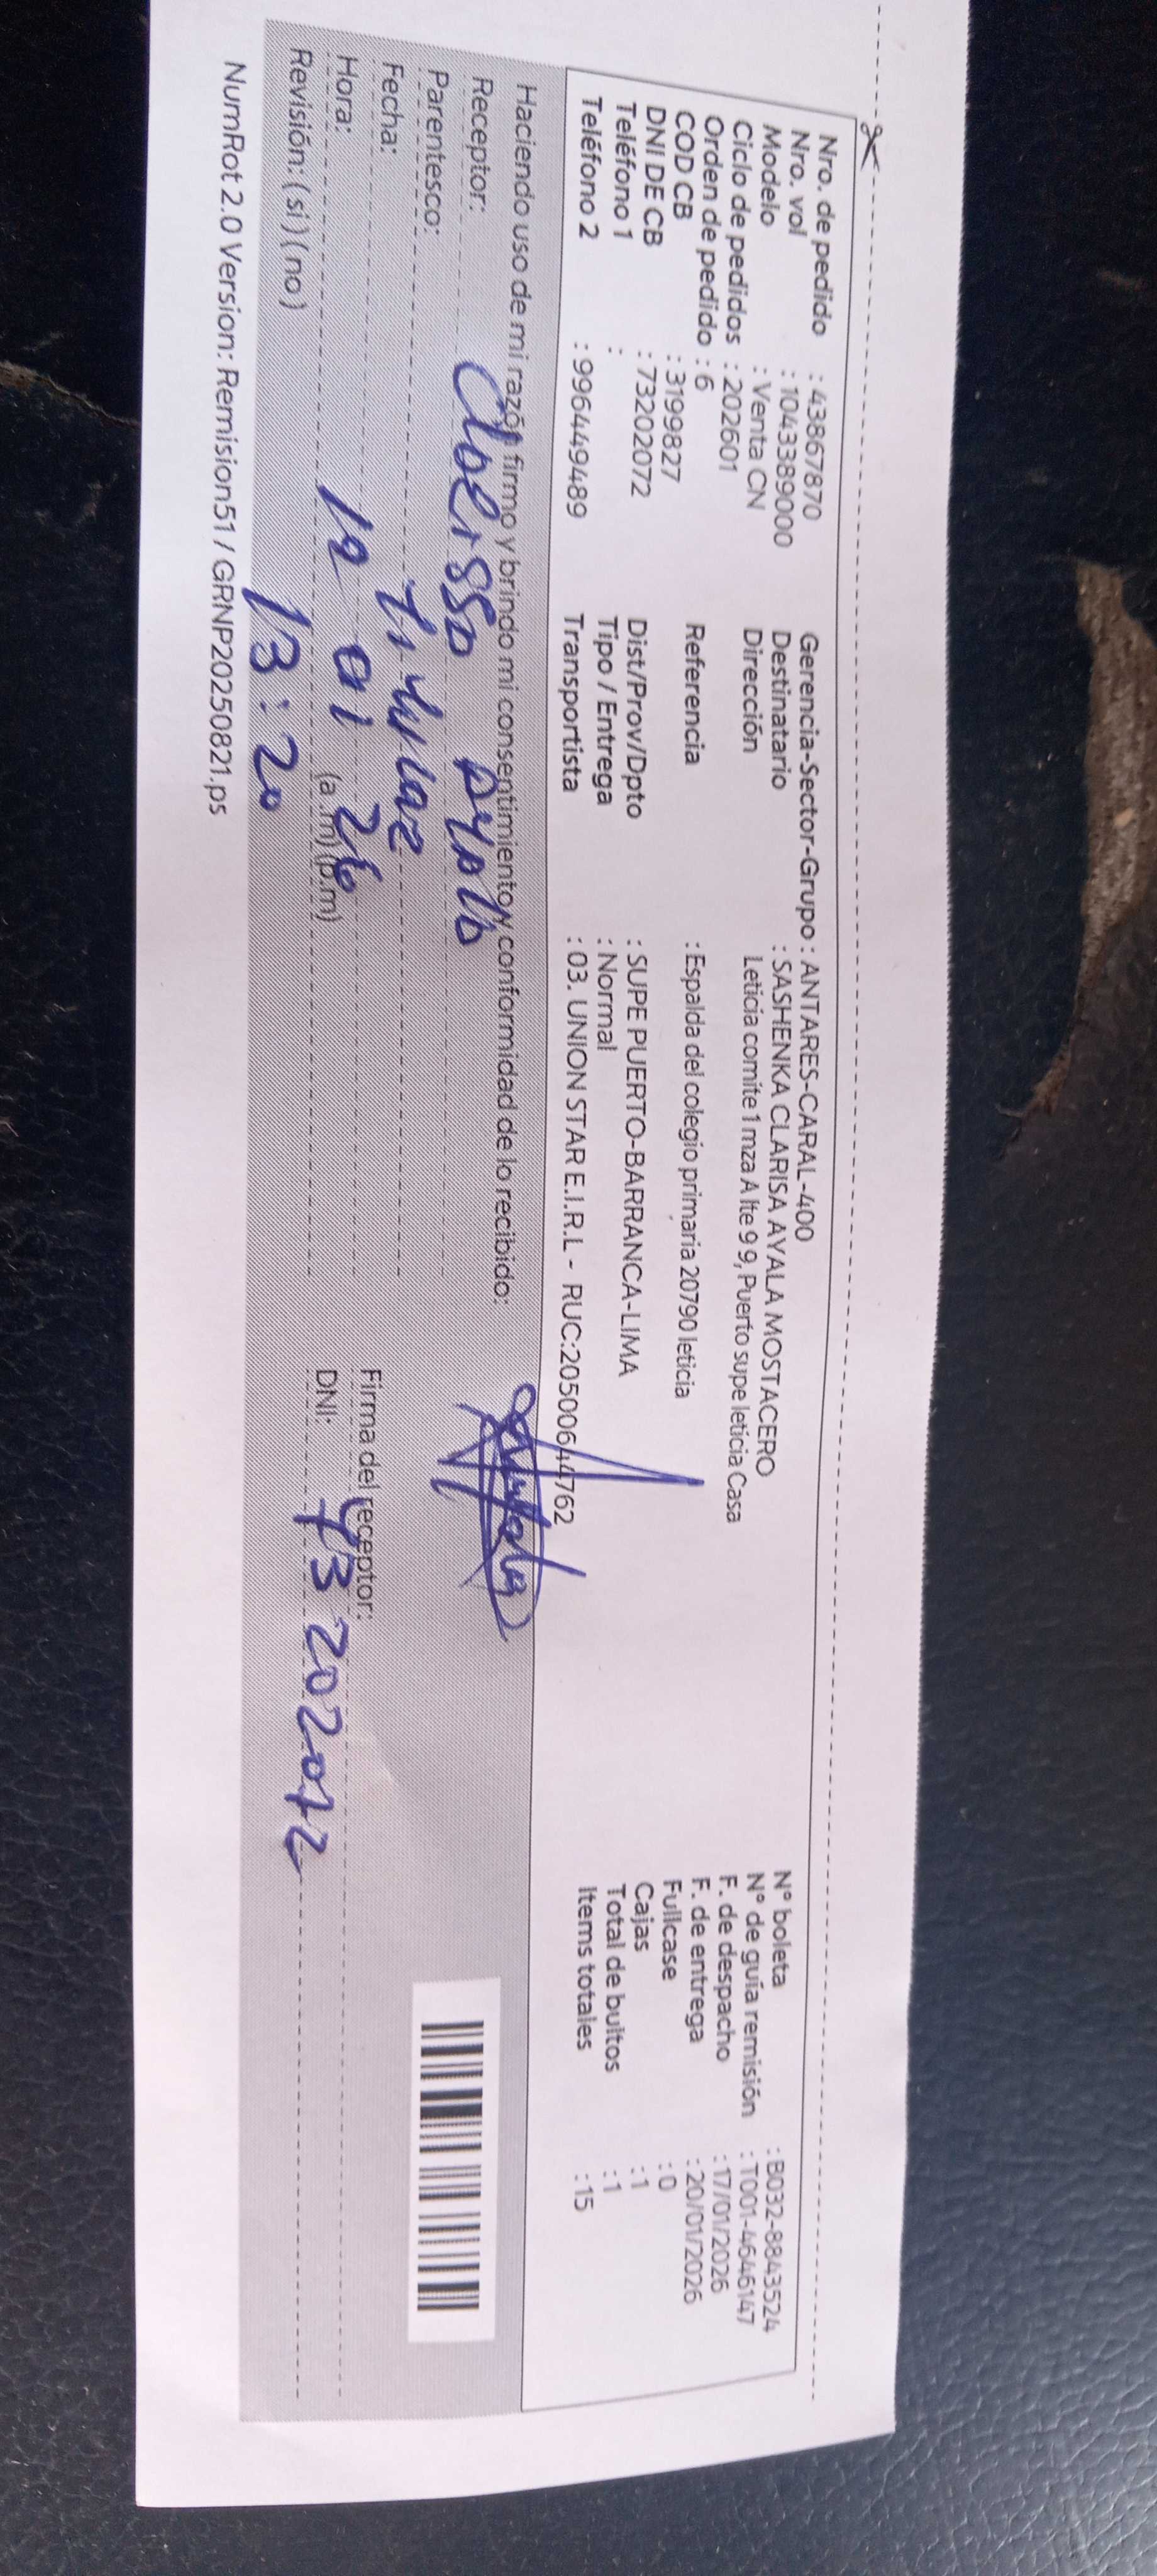 Nro. de pedido : 43867870
Nro. vol : 1043389000
Modelo : Venta CN
Ciclo de pedidos : 202601
Orden de pedido : 6
COD CB : 3199827
DNI DE CB : 73202072
Teléfono 1 :
Teléfono 2 : 996449489
Gerencia-Sector-Grupo : ANTARES-CARAL-400
Destinatario : SASHENKA CLARISA AYALA MOSTACERO
Dirección Leticia comite 1 mza A lte 9 9, Puerto supe leticia Casa
Referencia : Espalda del colegio primaria 20790 leticia
Dist/Prov/Dpto : SUPE PUERTO-BARRANCA-LIMA
Tipo / Entrega : Normal
Transportista : 03. UNION STAR E.I.R.L - RUC:20500644762
N° boleta : B032-8843524
N° de guía remisión : T001-4646147
F. de despacho : 17/01/2026
F. de entrega : 20/01/2026
Fullcase : 0
Cajas : 1
Total de bultos : 1
Items totales : 15
Haciendo uso de mi razón firmo y brindo mi consentimiento y conformidad de lo recibido:
Receptor:
Parentesco: titular
Fecha: 19 01 26
Hora: 13:20 (a.m) (p.m)
Revisión: ( si ) ( no )
Firma del receptor:
DNI: 73202072
NumRot 2.0 Version: Remision51 / GRNP20250821.ps